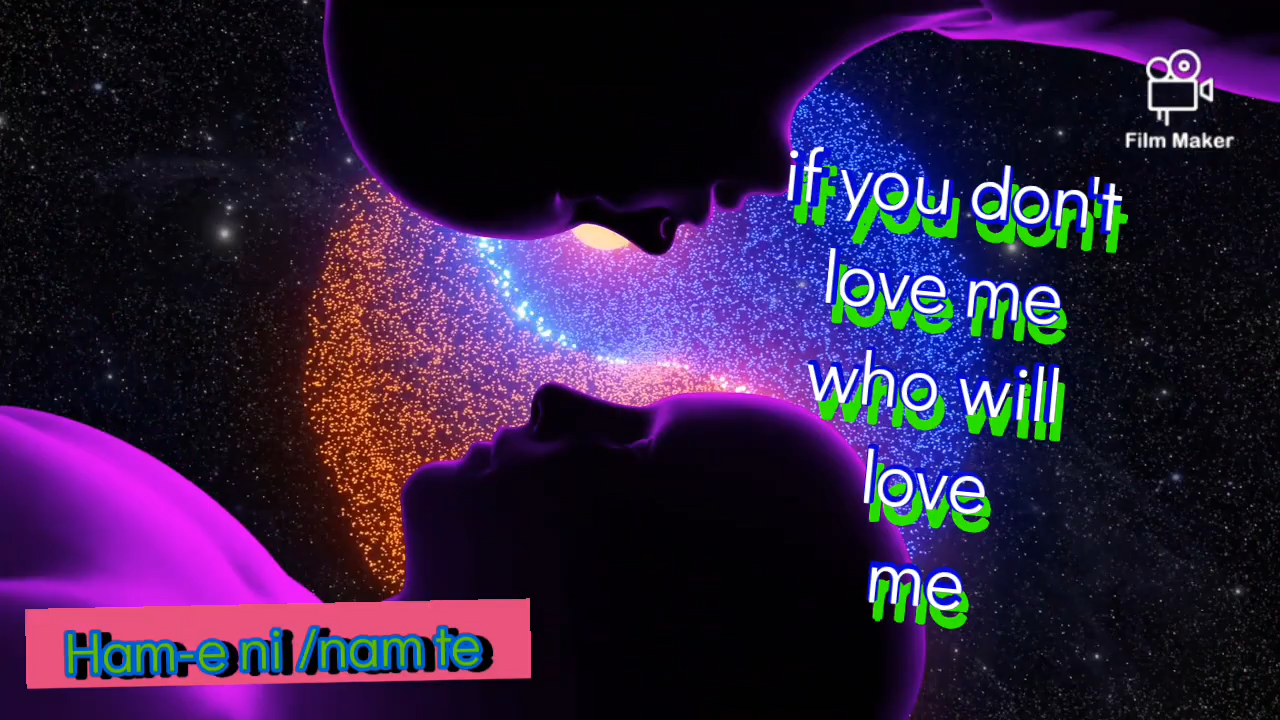 Film Maker
if you don't
love me
who will
love
me
Ham-e ni /nam te